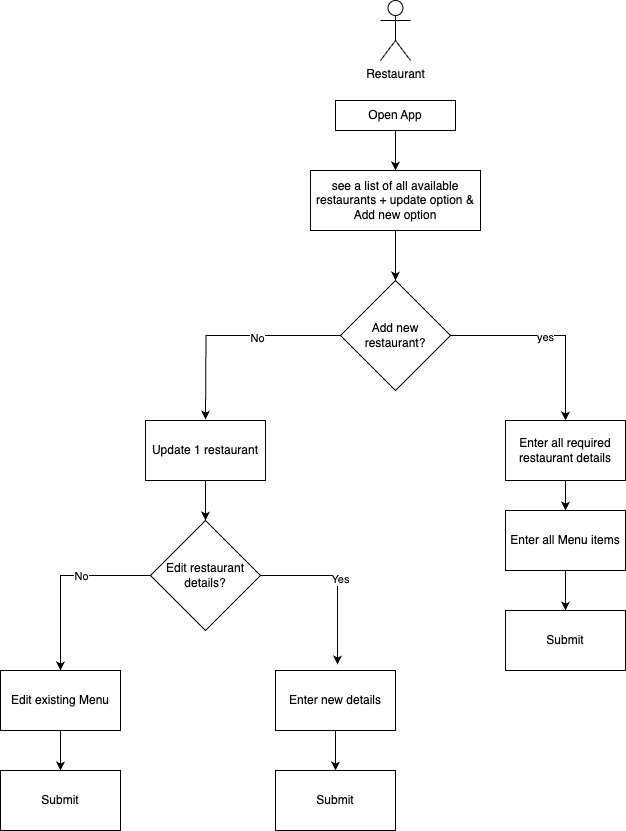 Restaurant
Open App
see a list of all available
restaurants + update option &
Add new option
Add new
restaurant?
No
yes
Update 1 restaurant
Enter all required
restaurant details
Enter all Menu items
Edit restaurant
details?
No
Yes
Submit
Edit existing Menu
Enter new details
Submit
Submit